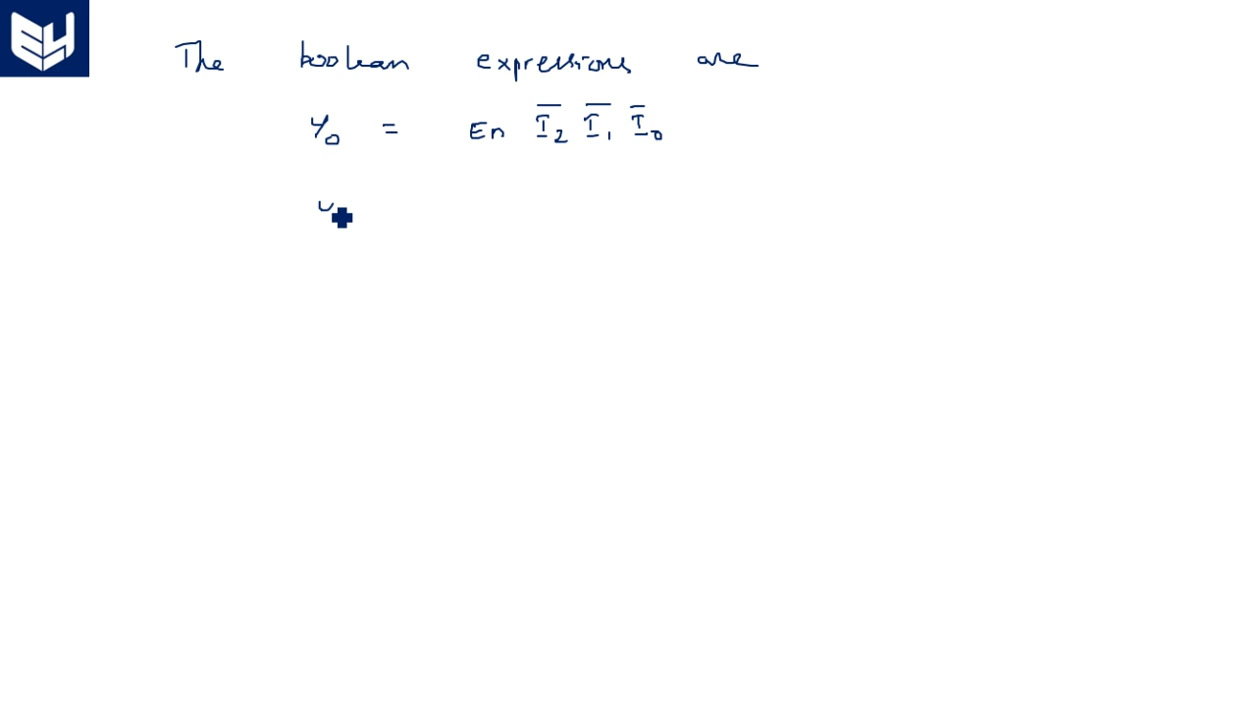 The boolean expressions are
Y₀ = En I̅₂ I̅₁ I̅₀